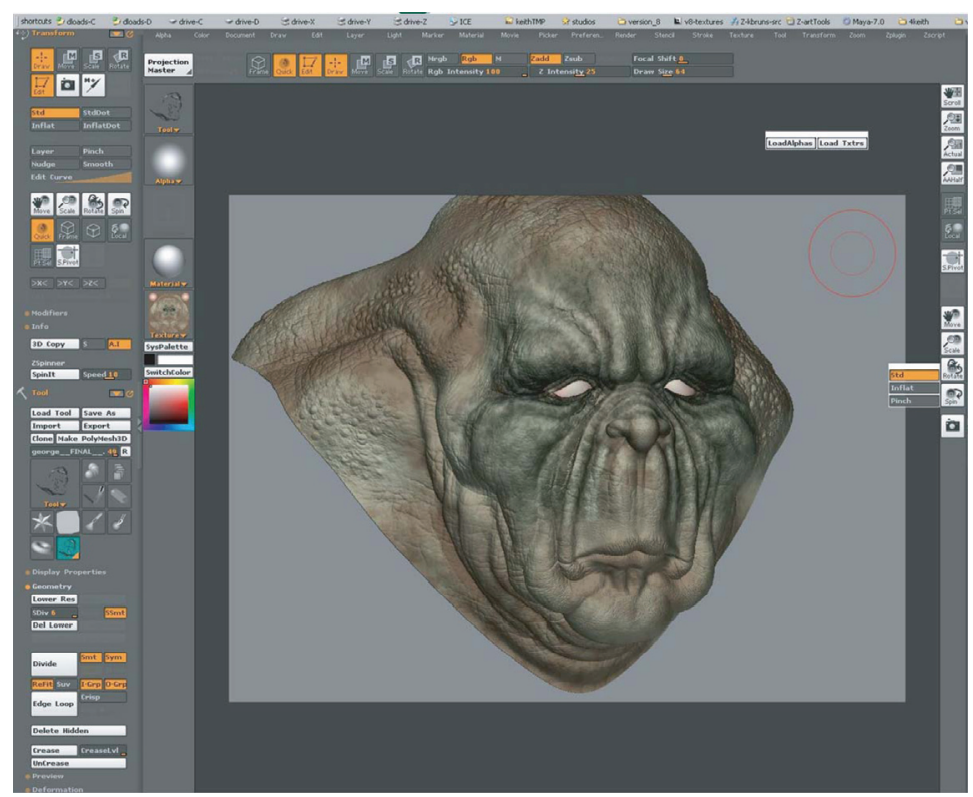 shortcuts dloads-C dloads-D drive-C drive-D drive-X drive-Y drive-Z ICE keithTMP studios version_8 v8-textures Z4kbruns-src Z-artTools Maya-7.0 4keith
Transform
Alpha Color Document Draw Edit Layer Light Marker Material Movie Picker Preferen.. Render Stencil Stroke Texture Tool Transform Zoom Zplugin Zscript
Draw Move Scale Rotate
Edit
Projection Master
Frame Quick Edit Draw Move Scale Rotate
Mrgb Rgb M
Rgb Intensity 100
Zadd Zsub
Z Intensity 25
Focal Shift 0
Draw Size 64
Std StdDot
Inflat InflatDot
Layer Pinch
Nudge Smooth
Edit Curve
Move Scale Rotate Spin
Quick Frame Local
Pt Sel S.Pivot
>X< >Y< >Z<
Modifiers
Info
3D Copy S A.I
ZSpinner
SpinIt Speed 10
Tool
Load Tool Save As
Import Export
Clone Make PolyMesh3D
george__FINAL__. 49 R
Tool
Display Properties
Geometry
Lower Res
SDiv 6 SSmt
Del Lower
Divide Smt Sym
ReFit Suv I-Grp O-Grp
Edge Loop Crisp
Delete Hidden
Crease CreaseLvl
UnCrease
Preview
Deformation
Tool
Alpha
Material
Texture
SysPalette
SwitchColor
LoadAlphas Load Txtrs
Scroll
Zoom
Actual
AAHalf
Pt Sel
Local
S.Pivot
Move
Scale
Rotate
Spin
Std
Inflat
Pinch